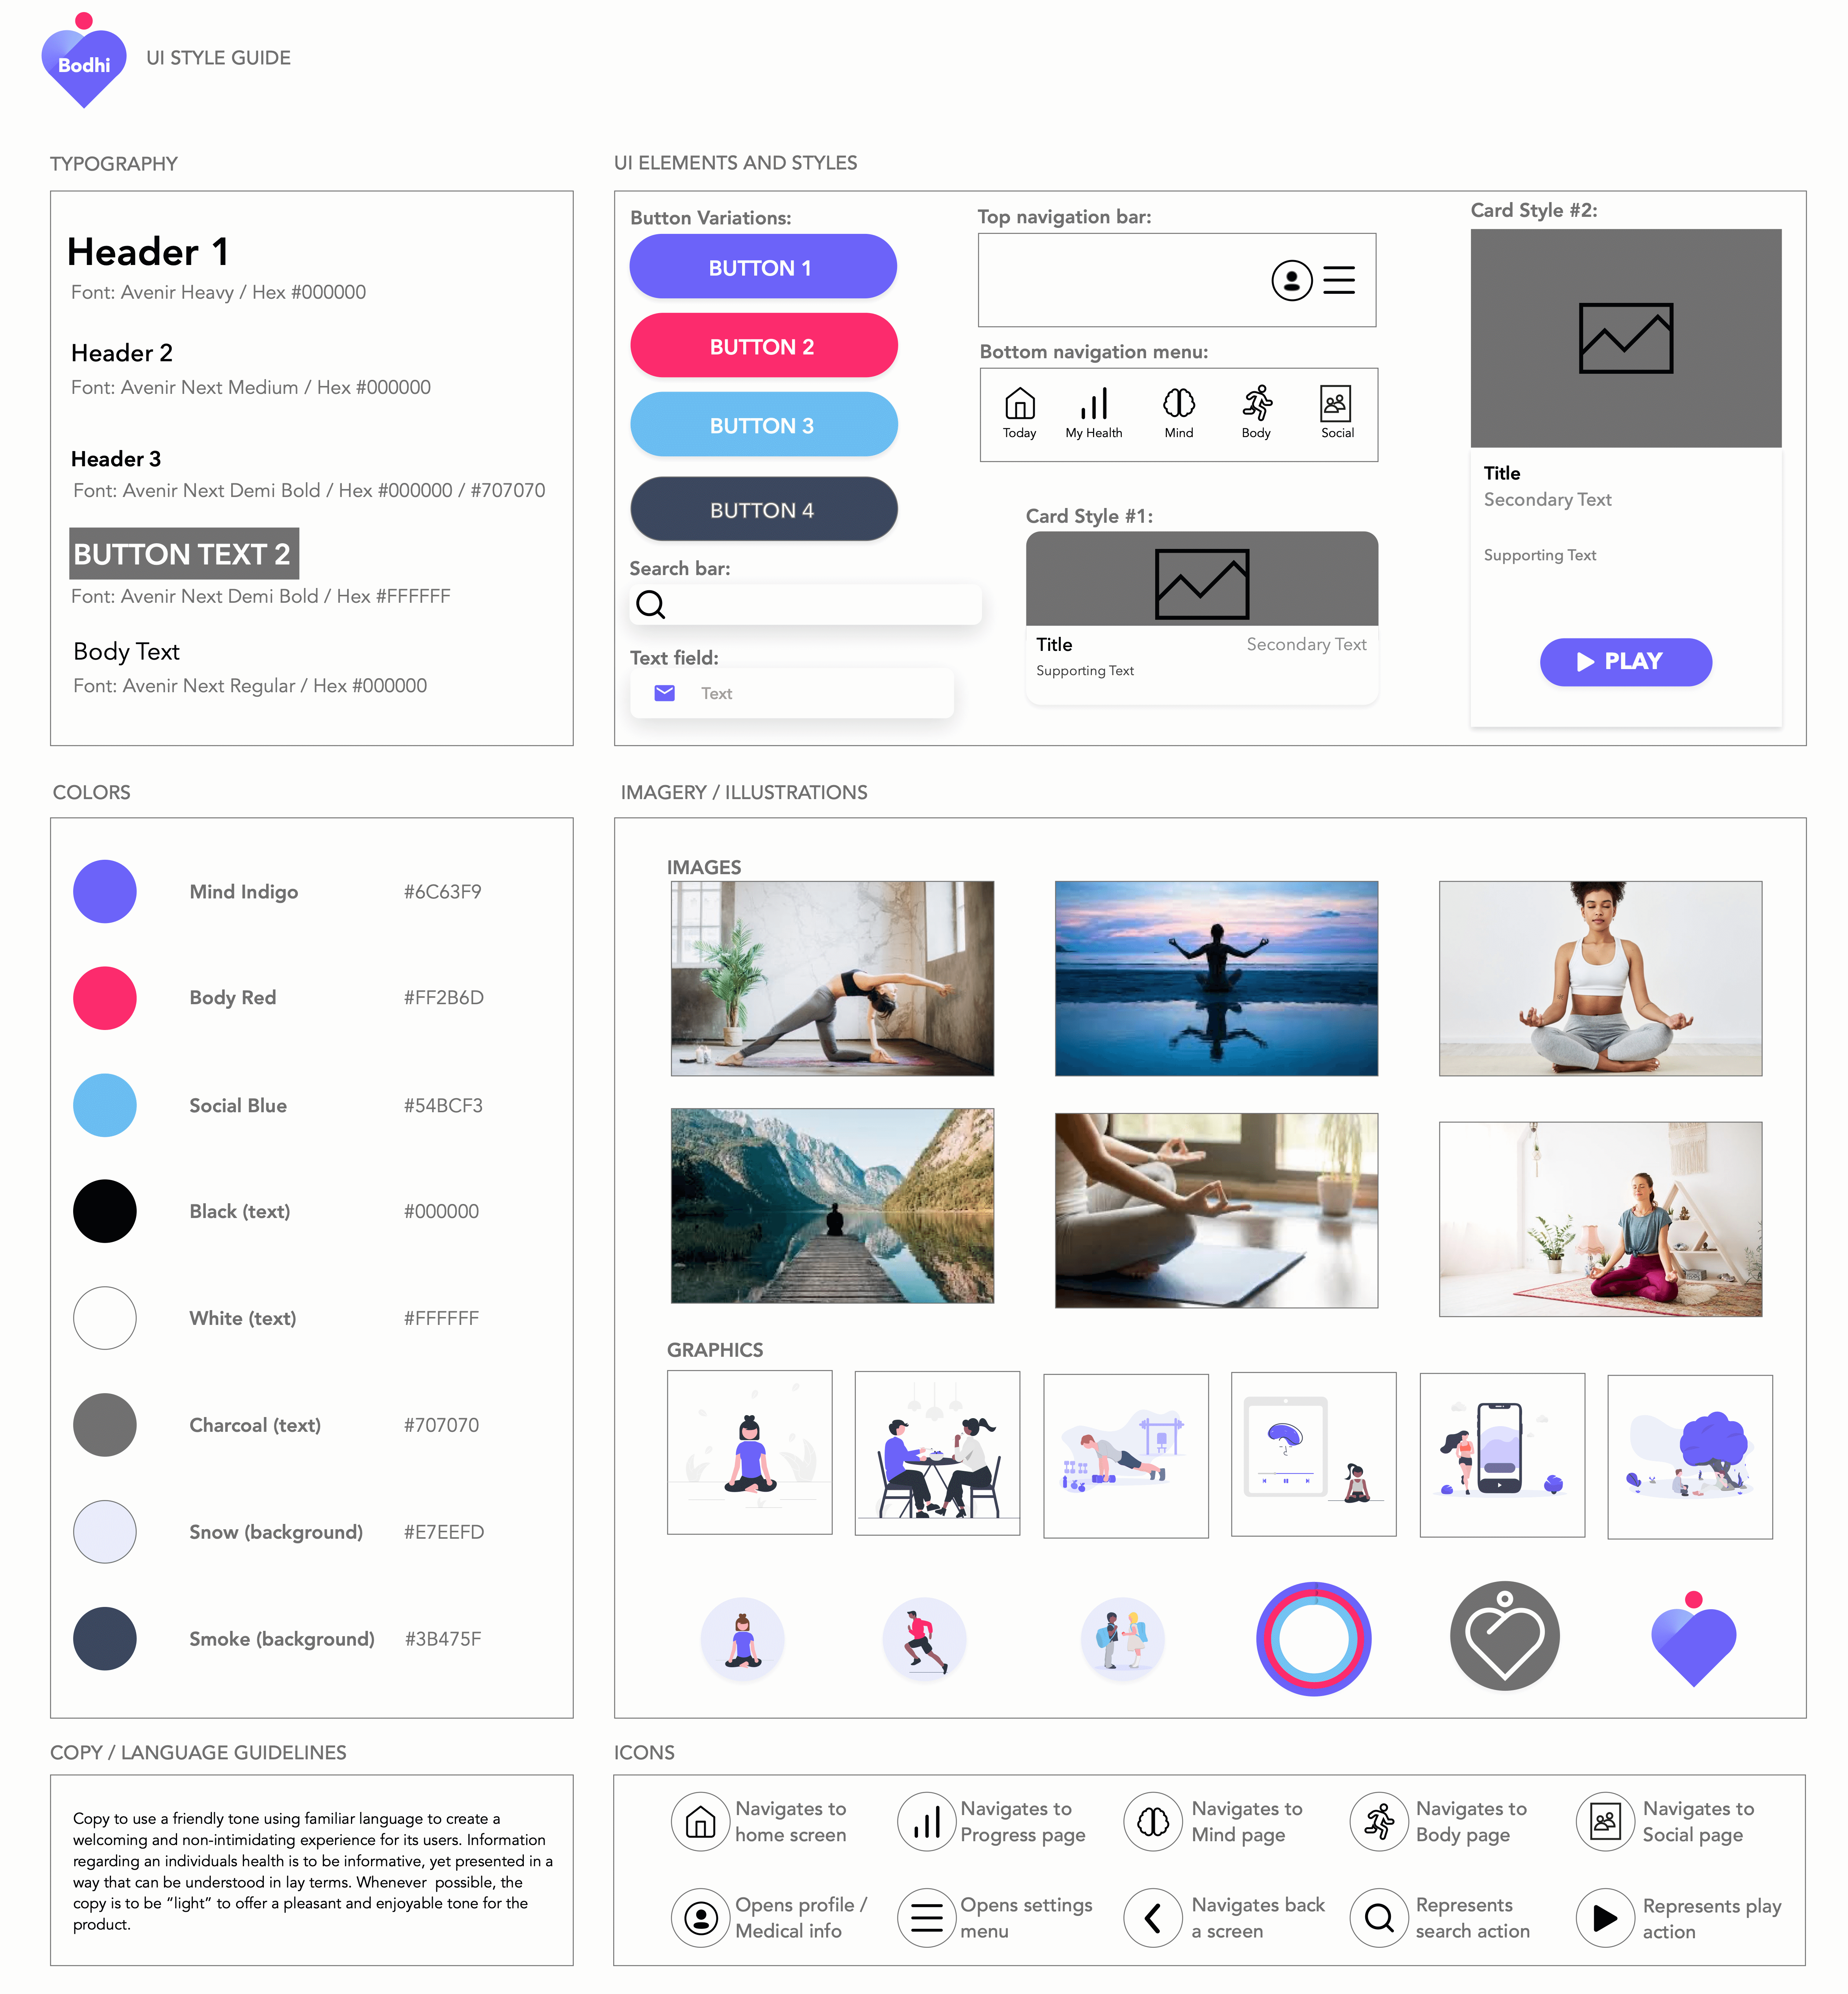 Bodhi
UI STYLE GUIDE
TYPOGRAPHY
Header 1
Font: Avenir Heavy / Hex #000000
Header 2
Font: Avenir Next Medium / Hex #000000
Header 3
Font: Avenir Next Demi Bold / Hex #000000 / #707070
BUTTON TEXT 2
Font: Avenir Next Demi Bold / Hex #FFFFFF
Body Text
Font: Avenir Next Regular / Hex #000000
UI ELEMENTS AND STYLES
Button Variations:
BUTTON 1
BUTTON 2
BUTTON 3
BUTTON 4
Search bar:
Text field:
Text
Top navigation bar:
Bottom navigation menu:
Today
My Health
Mind
Body
Social
Card Style #1:
Title
Secondary Text
Supporting Text
Card Style #2:
Title
Secondary Text
Supporting Text
PLAY
COLORS
Mind Indigo #6C63F9
Body Red #FF2B6D
Social Blue #54BCF3
Black (text) #000000
White (text) #FFFFFF
Charcoal (text) #707070
Snow (background) #E7EEFD
Smoke (background) #3B475F
IMAGERY / ILLUSTRATIONS
IMAGES
GRAPHICS
COPY / LANGUAGE GUIDELINES
Copy to use a friendly tone using familiar language to create a
welcoming and non-intimidating experience for its users. Information
regarding an individuals health is to be informative, yet presented in a
way that can be understood in lay terms. Whenever  possible, the
copy is to be “light” to offer a pleasant and enjoyable tone for the
product.
ICONS
Navigates to
home screen
Navigates to
Progress page
Navigates to
Mind page
Navigates to
Body page
Navigates to
Social page
Opens profile /
Medical info
Opens settings
menu
Navigates back
a screen
Represents
search action
Represents play
action